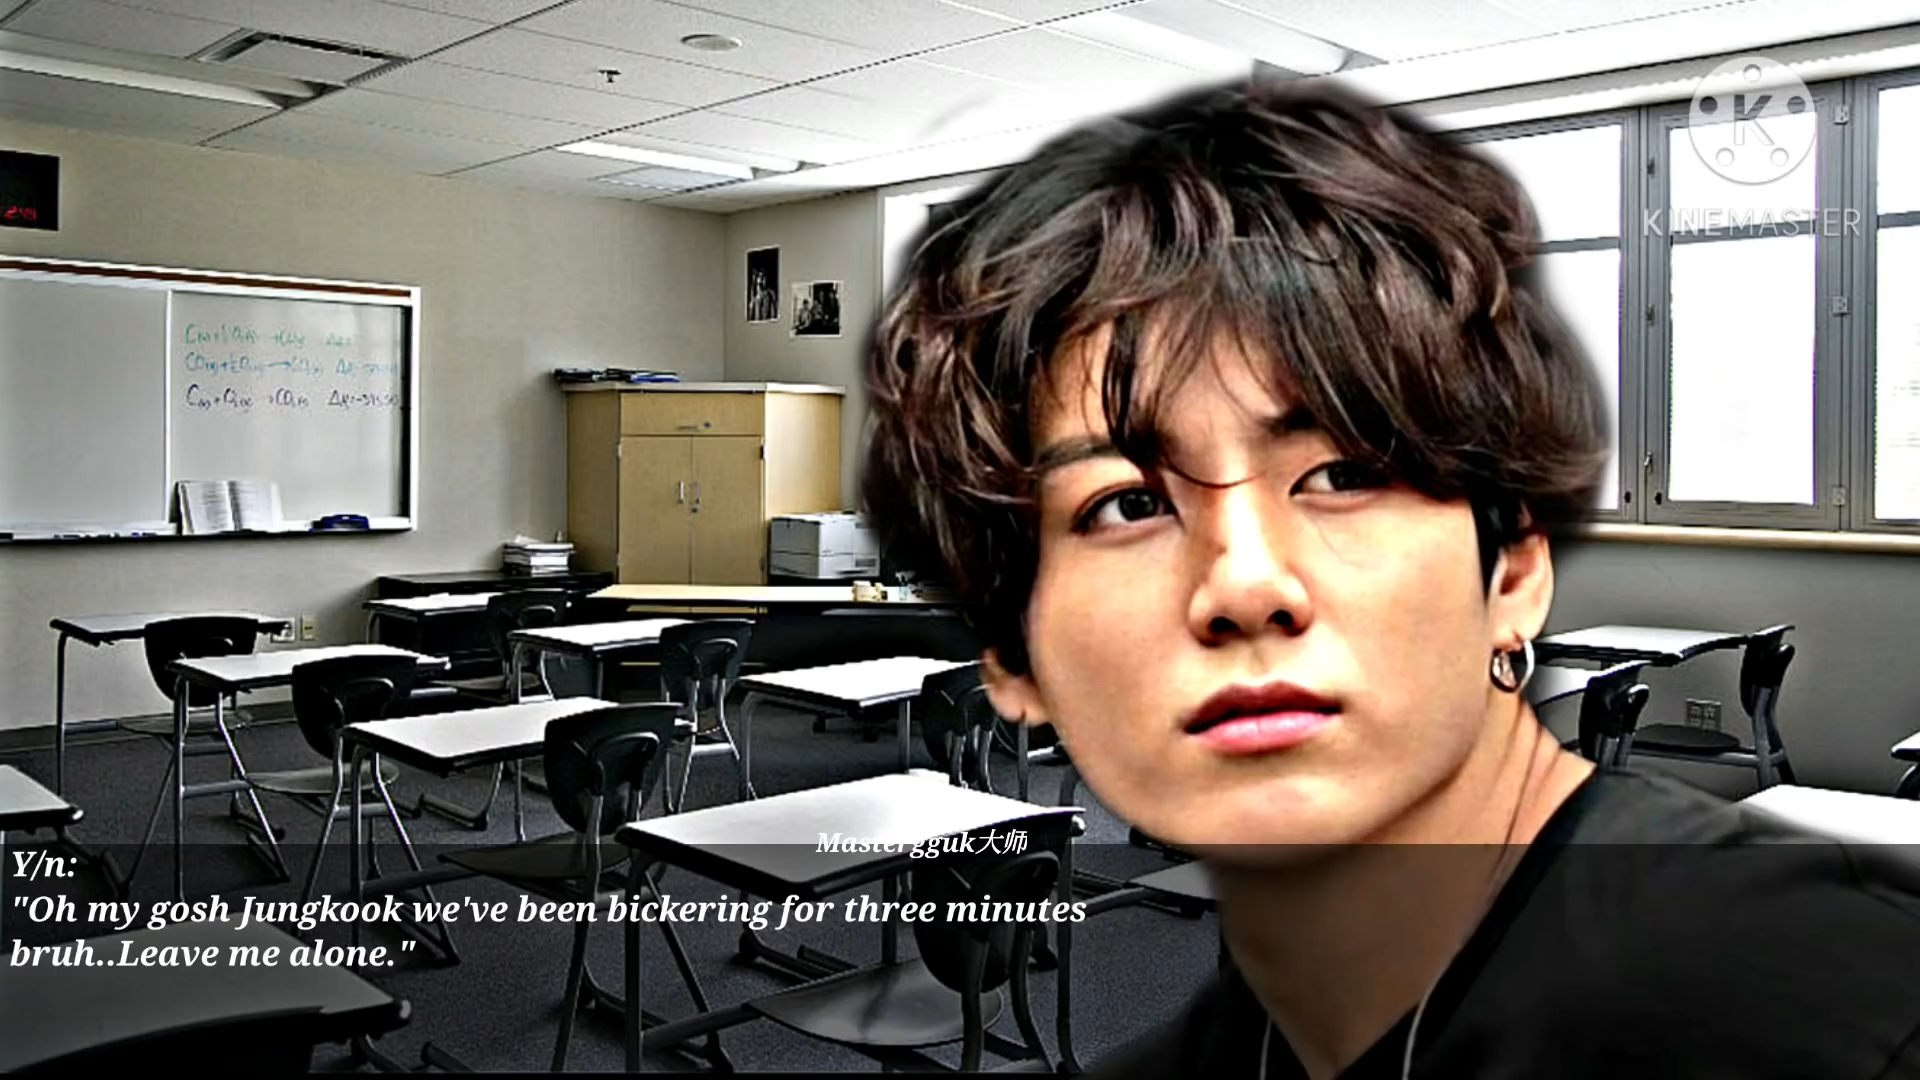 KINEMASTER
Mastergguk大师
Y/n:
"Oh my gosh Jungkook we've been bickering for three minutes
bruh..Leave me alone."